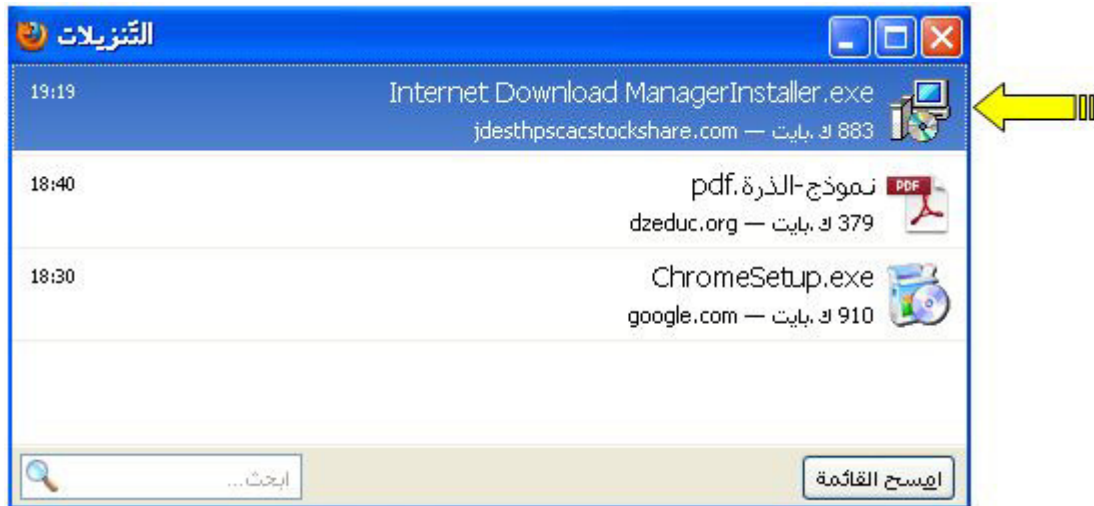 التّنزيلات
Internet Download ManagerInstaller.exe
19:19
883 ك.بايت — jdesthpscacstockshare.com
نموذج-الذرة.pdf
18:40
379 ك.بايت — dzeduc.org
PDF
ChromeSetup.exe
18:30
910 ك.بايت — google.com
امسح القائمة
ابحث...